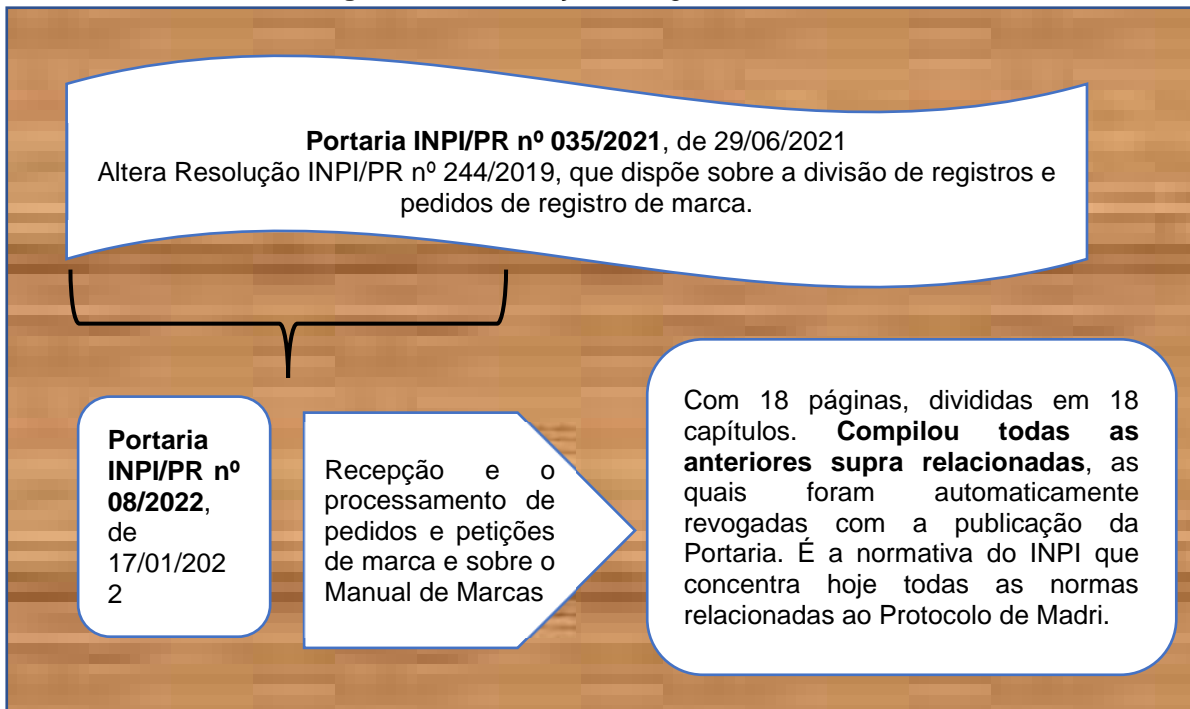 Portaria INPI/PR nº 035/2021, de 29/06/2021
Altera Resolução INPI/PR nº 244/2019, que dispõe sobre a divisão de registros e
pedidos de registro de marca.
Portaria
INPI/PR nº
08/2022,
de
17/01/202
2
Recepção e o
processamento de
pedidos e petições
de marca e sobre o
Manual de Marcas
Com 18 páginas, divididas em 18
capítulos. Compilou todas as
anteriores supra relacionadas, as
quais foram automaticamente
revogadas com a publicação da
Portaria. É a normativa do INPI que
concentra hoje todas as normas
relacionadas ao Protocolo de Madri.